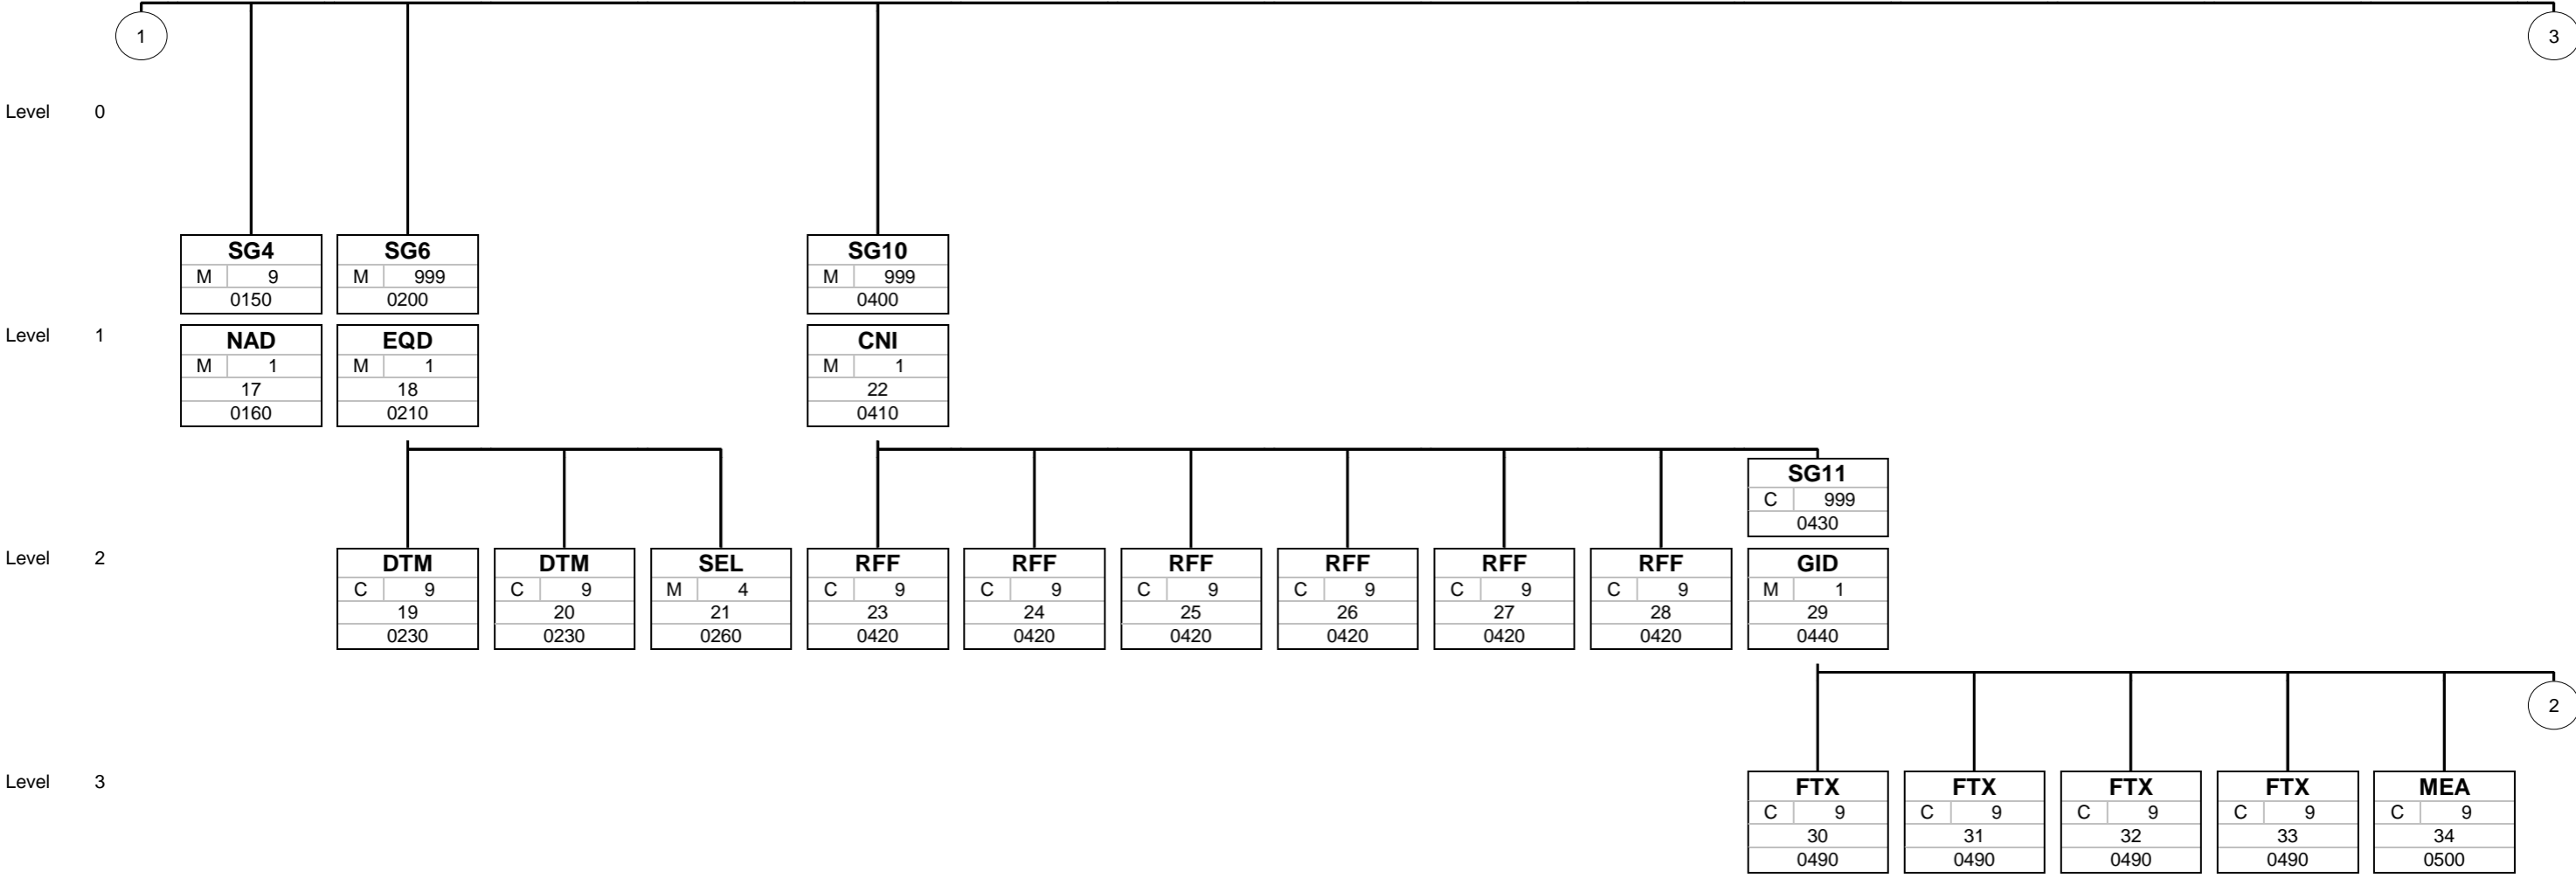 1
3
Level 0
SG4
M 9
0150
SG6
M 999
0200
SG10
M 999
0400
Level 1
NAD
M 1
17
0160
EQD
M 1
18
0210
CNI
M 1
22
0410
SG11
C 999
0430
Level 2
DTM
C 9
19
0230
DTM
C 9
20
0230
SEL
M 4
21
0260
RFF
C 9
23
0420
RFF
C 9
24
0420
RFF
C 9
25
0420
RFF
C 9
26
0420
RFF
C 9
27
0420
RFF
C 9
28
0420
GID
M 1
29
0440
2
Level 3
FTX
C 9
30
0490
FTX
C 9
31
0490
FTX
C 9
32
0490
FTX
C 9
33
0490
MEA
C 9
34
0500